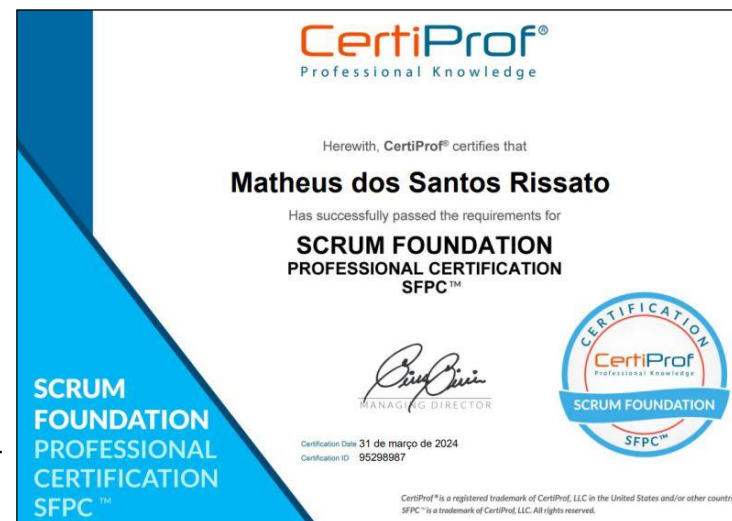 CertiProf®
Professional Knowledge
Herewith, CertiProf® certifies that
Matheus dos Santos Rissato
Has successfully passed the requirements for
SCRUM FOUNDATION
PROFESSIONAL CERTIFICATION
SFPC™
MANAGING DIRECTOR
Certification Date 31 de março de 2024
Certification ID 95298987
SCRUM
FOUNDATION
PROFESSIONAL
CERTIFICATION
SFPC ™
CERTIFICATION
CertiProf
Professional Knowledge
SCRUM FOUNDATION
SFPC™
CertiProf® is a registered trademark of CertiProf, LLC in the United States and/or other
SFPC™ is a trademark of CertiProf, LLC. All rights reserved.